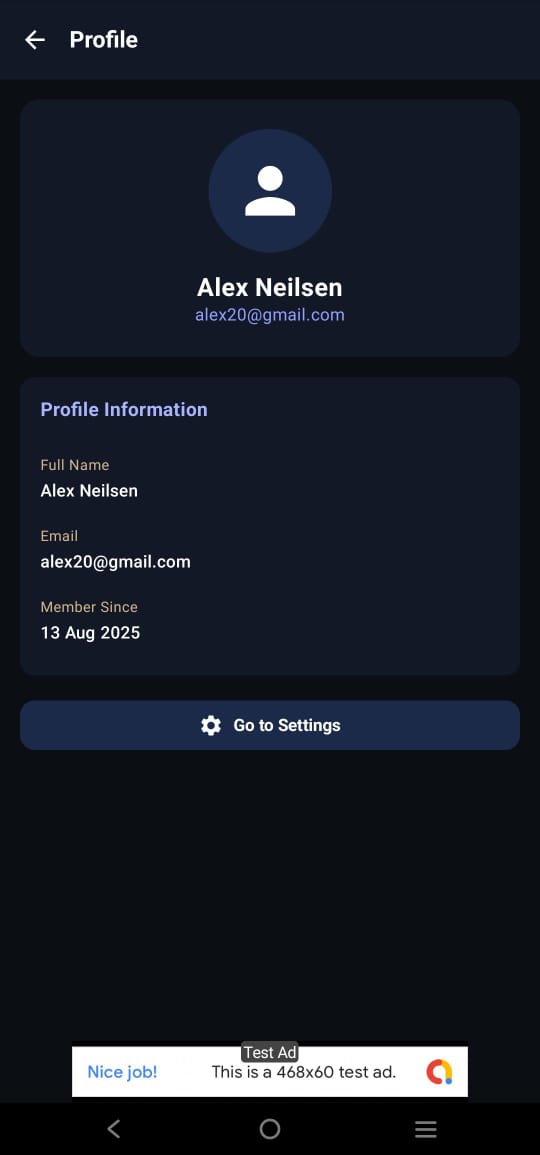 Profile
Alex Neilsen
alex20@gmail.com
Profile Information
Full Name
Alex Neilsen
Email
alex20@gmail.com
Member Since
13 Aug 2025
Go to Settings
Test Ad
Nice job! This is a 468x60 test ad.